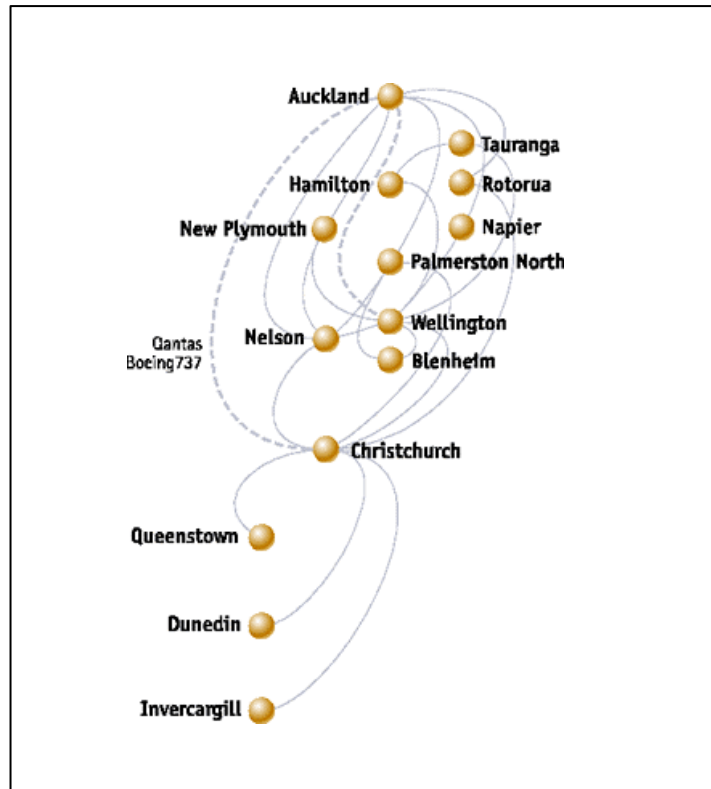 Auckland
Tauranga
Hamilton
Rotorua
New Plymouth
Napier
Palmerston North
Wellington
Nelson
Qantas
Boeing737
Blenheim
Christchurch
Queenstown
Dunedin
Invercargill